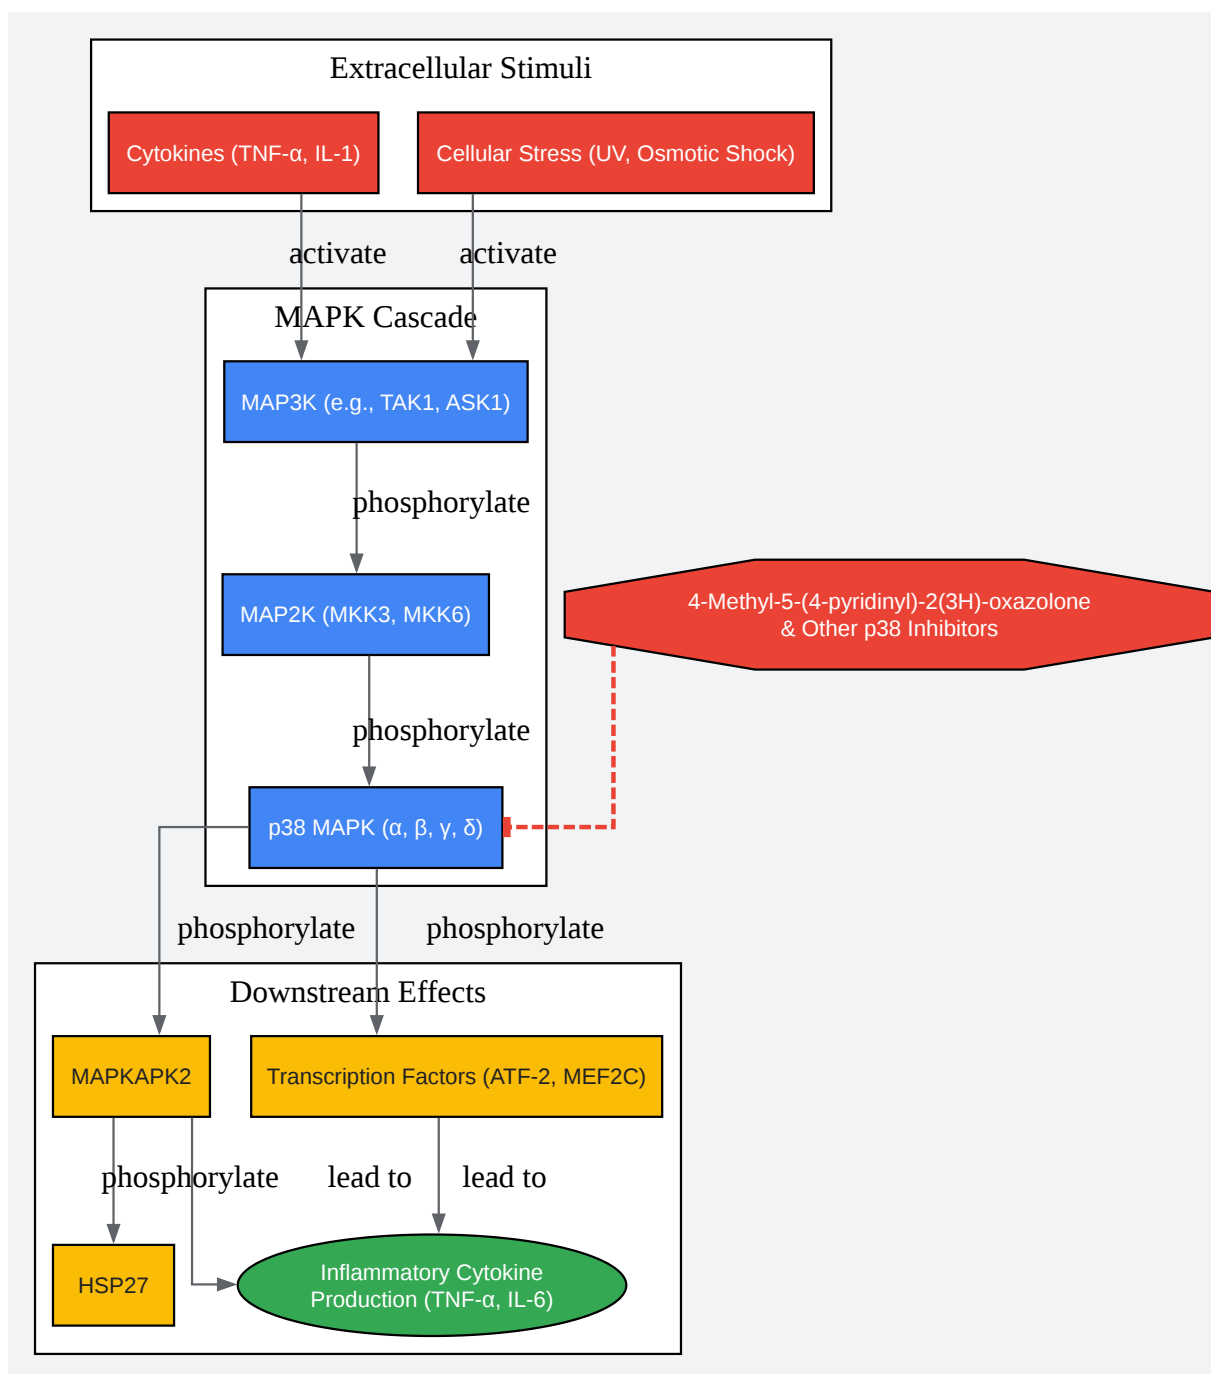 Extracellular Stimuli
Cytokines (TNF-α, IL-1)
Cellular Stress (UV, Osmotic Shock)
activate
activate
MAPK Cascade
MAP3K (e.g., TAK1, ASK1)
phosphorylate
MAP2K (MKK3, MKK6)
4-Methyl-5-(4-pyridinyl)-2(3H)-oxazolone
& Other p38 Inhibitors
phosphorylate
p38 MAPK (α, β, γ, δ)
phosphorylate
phosphorylate
Downstream Effects
MAPKAPK2
Transcription Factors (ATF-2, MEF2C)
phosphorylate
lead to
lead to
HSP27
Inflammatory Cytokine
Production (TNF-α, IL-6)